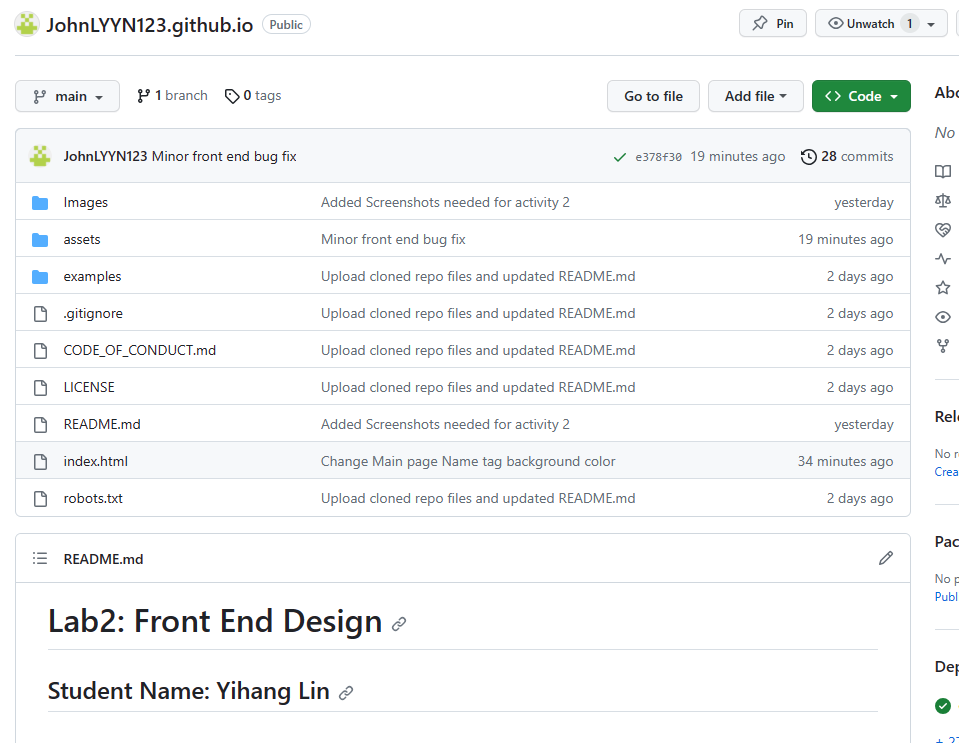 JohnLYYN123.github.io Public Pin Unwatch 1
main 1 branch 0 tags Go to file Add file Code
JohnLYYN123 Minor front end bug fix e378f30 19 minutes ago 28 commits
Images Added Screenshots needed for activity 2 yesterday
assets Minor front end bug fix 19 minutes ago
examples Upload cloned repo files and updated README.md 2 days ago
.gitignore Upload cloned repo files and updated README.md 2 days ago
CODE_OF_CONDUCT.md Upload cloned repo files and updated README.md 2 days ago
LICENSE Upload cloned repo files and updated README.md 2 days ago
README.md Added Screenshots needed for activity 2 yesterday
index.html Change Main page Name tag background color 34 minutes ago
robots.txt Upload cloned repo files and updated README.md 2 days ago
README.md
Lab2: Front End Design
Student Name: Yihang Lin
Abo
No
Rel
No r
Crea
Pac
No p
Publ
Dep